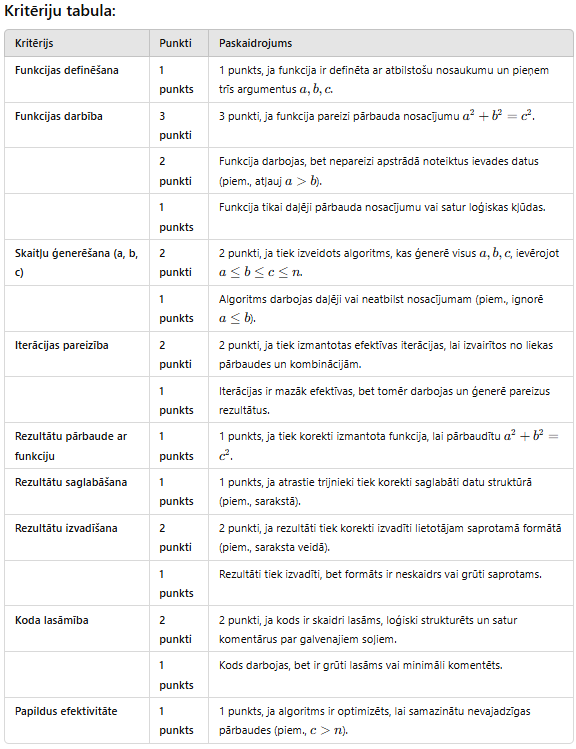 Kritēriju tabula:
Kritērijs Punkti Paskaidrojums
Funkcijas definēšana 1 punkts 1 punkts, ja funkcija ir definēta ar atbilstošu nosaukumu un pieņem
trīs argumentus a, b, c.
Funkcijas darbība 3 punkti 3 punkti, ja funkcija pareizi pārbauda nosacījumu a² + b² = c².
2 punkti Funkcija darbojas, bet nepareizi apstrādā noteiktus ievades datus
(piem., atļauj a > b).
1 punkts Funkcija tikai daļēji pārbauda nosacījumu vai satur loģiskas kļūdas.
Skaitļu ģenerēšana (a, b, c) 2 punkti 2 punkti, ja tiek izveidots algoritms, kas ģenerē visus a, b, c, ievērojot
a ≤ b ≤ c ≤ n.
1 punkts Algoritms darbojas daļēji vai neatbilst nosacījumam (piem., ignorē
a ≤ b).
Iterācijas pareizība 2 punkti 2 punkti, ja tiek izmantotas efektīvas iterācijas, lai izvairītos no liekas
pārbaudes un kombinācijām.
1 punkts Iterācijas ir mazāk efektīvas, bet tomēr darbojas un ģenerē pareizus
rezultātus.
Rezultātu pārbaude ar funkciju 1 punkts 1 punkts, ja tiek korekti izmantota funkcija, lai pārbaudītu a² + b² =
c².
Rezultātu saglabāšana 1 punkts 1 punkts, ja atrastie trijnieki tiek korekti saglabāti datu struktūrā
(piem., sarakstā).
Rezultātu izvadīšana 2 punkti 2 punkti, ja rezultāti tiek korekti izvadīti lietotājam saprotamā formātā
(piem., saraksta veidā).
1 punkts Rezultāti tiek izvadīti, bet formāts ir neskaidrs vai grūti saprotams.
Koda lasāmība 2 punkti 2 punkti, ja kods ir skaidri lasāms, loģiski strukturēts un satur
komentārus par galvenajiem soļiem.
1 punkts Kods darbojas, bet ir grūti lasāms vai minimāli komentēts.
Papildus efektivitāte 1 punkts 1 punkts, ja algoritms ir optimizēts, lai samazinātu nevajadzīgas
pārbaudes (piem., c > n).